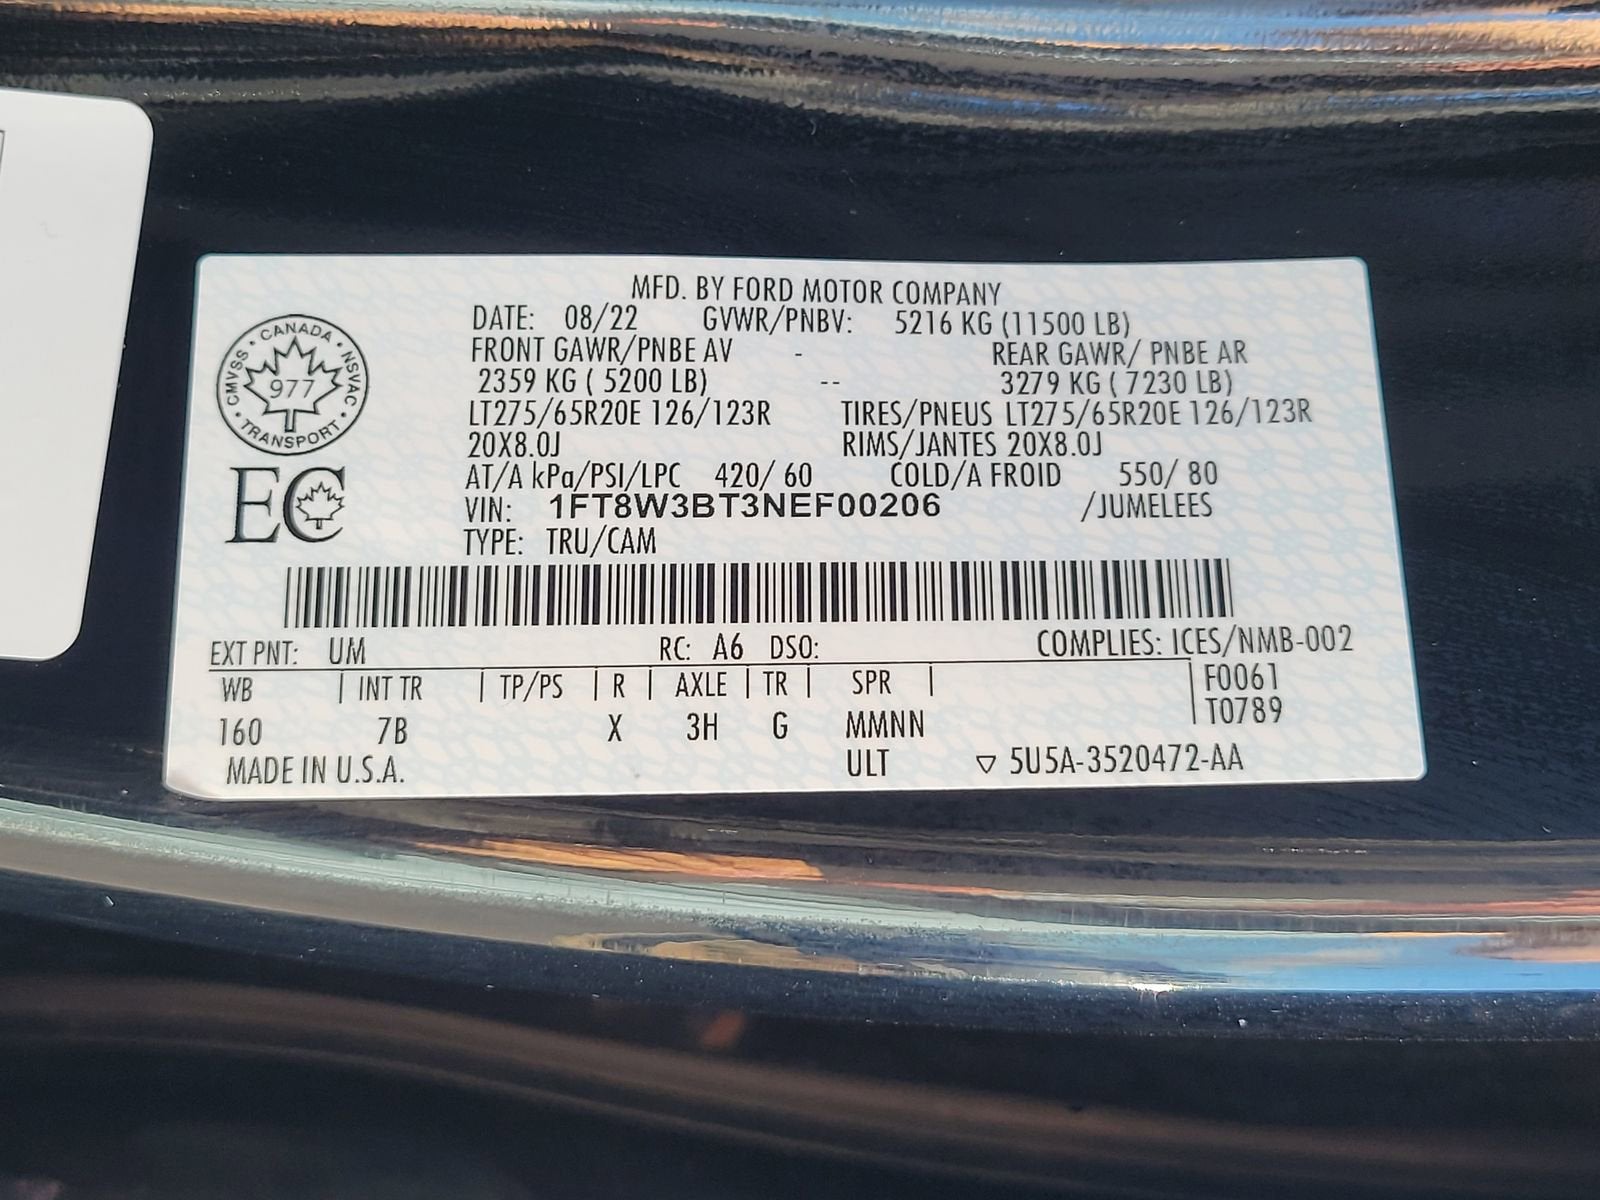 MFD. BY FORD MOTOR COMPANY
DATE: 08/22 GVWR/PNBV: 5216 KG (11500 LB)
FRONT GAWR/PNBE AV - REAR GAWR/ PNBE AR
2359 KG ( 5200 LB) -- 3279 KG ( 7230 LB)
LT275/65R20E 126/123R TIRES/PNEUS LT275/65R20E 126/123R
20X8.0J RIMS/JANTES 20X8.0J
AT/A kPa/PSI/LPC 420/ 60 COLD/A FROID 550/ 80
VIN: 1FT8W3BT3NEF00206 /JUMELEES
TYPE: TRU/CAM
CANADA
CMVSS • NSVAC
977
TRANSPORT
EC
EXT PNT: UM RC: A6 DSO: COMPLIES: ICES/NMB-002
WB | INT TR | TP/PS | R | AXLE | TR | SPR | F0061
160 7B X 3H G MMNN T0789
MADE IN U.S.A. ULT ▽ 5U5A-3520472-AA